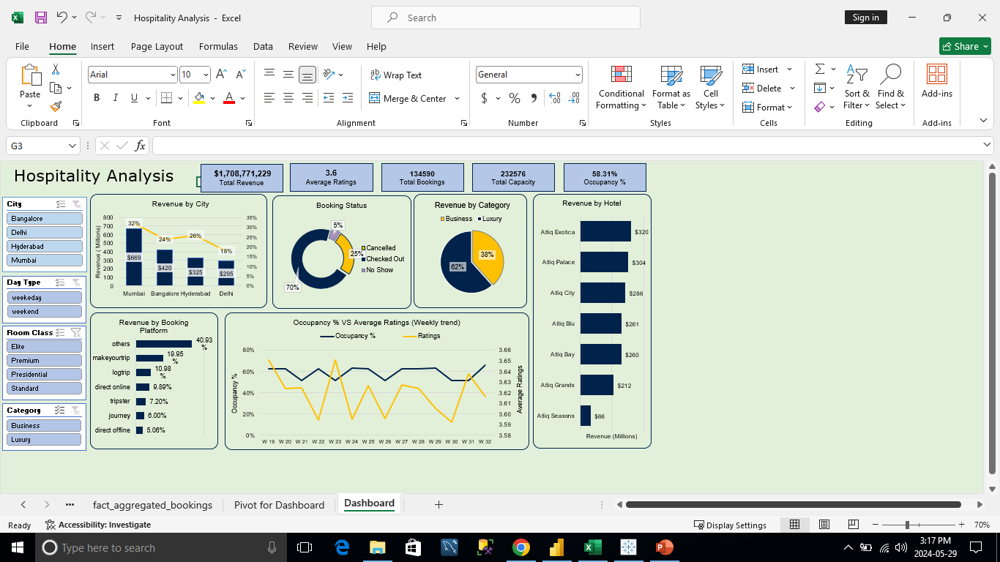 Hospitality Analysis - Excel
Search
Sign in
File Home Insert Page Layout Formulas Data Review View Help
Share
Paste
Clipboard
Arial 10
B I U
Font
Wrap Text
Merge & Center
Alignment
General
$ % 9
Number
Conditional Formatting
Format as Table
Cell Styles
Styles
Insert
Delete
Format
Cells
Sort & Filter
Find & Select
Editing
Add-ins
Add-ins
G3
fx
Hospitality Analysis
$1,708,771,229
Total Revenue
3.6
Average Ratings
134590
Total Bookings
232576
Total Capacity
58.31%
Occupancy %
City
Bangalore
Delhi
Hyderabad
Mumbai
Day Type
weekeday
weekend
Room Class
Elite
Premium
Presidential
Standard
Category
Business
Luxury
Revenue by City
Revenue ( Millions)
800
700
600
500
400
300
200
100
0
32%
24%
26%
18%
$669
$420
$325
$295
35%
30%
25%
20%
15%
10%
5%
0%
Mumbai Bangalore Hyderabad Delhi
Booking Status
5%
25%
70%
Cancelled
Checked Out
No Show
Revenue by Category
Business Luxury
38%
62%
Revenue by Hotel
Atliq Exotica $320
Atliq Palace $304
Atliq City $286
Atliq Blu $261
Atliq Bay $260
Atliq Grands $212
Atliq Seasons $66
Revenue (Millions)
Revenue by Booking
Platform
others 40.93%
makeyourtrip 19.95%
logtrip 10.98%
direct online 9.89%
tripster 7.20%
journey 6.00%
direct offline 5.06%
Occupancy % VS Average Ratings (Weekly trend)
Occupancy % Ratings
Occupancy %
80%
60%
40%
20%
0%
3.66
3.65
3.64
3.63
3.62
3.61
3.60
3.59
3.58
Average Ratings
W 19 W 20 W 21 W 22 W 23 W 24 W 25 W 26 W 27 W 28 W 29 W 30 W 31 W 32
fact_aggregated_bookings Pivot for Dashboard Dashboard
Ready
Accessibility: Investigate
Display Settings
70%
Type here to search
3:17 PM
2024-05-29